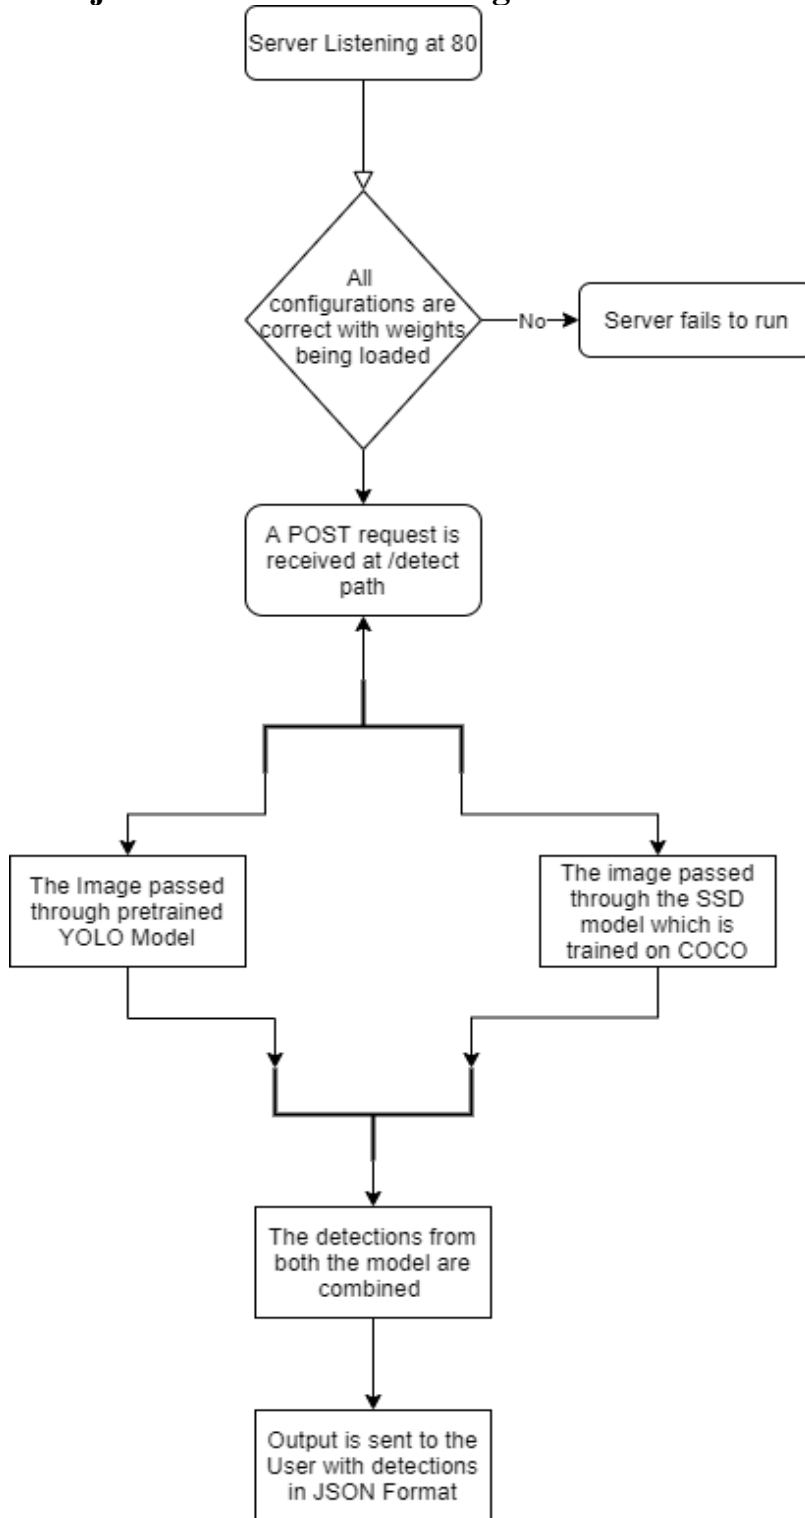 Server Listening at 80
All
configurations are
correct with weights
being loaded
No
Server fails to run
A POST request is
received at /detect
path
The Image passed
through pretrained
YOLO Model
The image passed
through the SSD
model which is
trained on COCO
The detections from
both the model are
combined
Output is sent to the
User with detections
in JSON Format